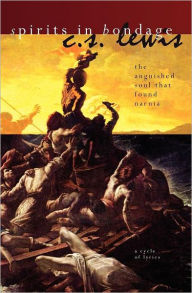 spirits in bondage
c.s. lewis
the
anguished
soul that
found
narnia
a cycle
of lyrics